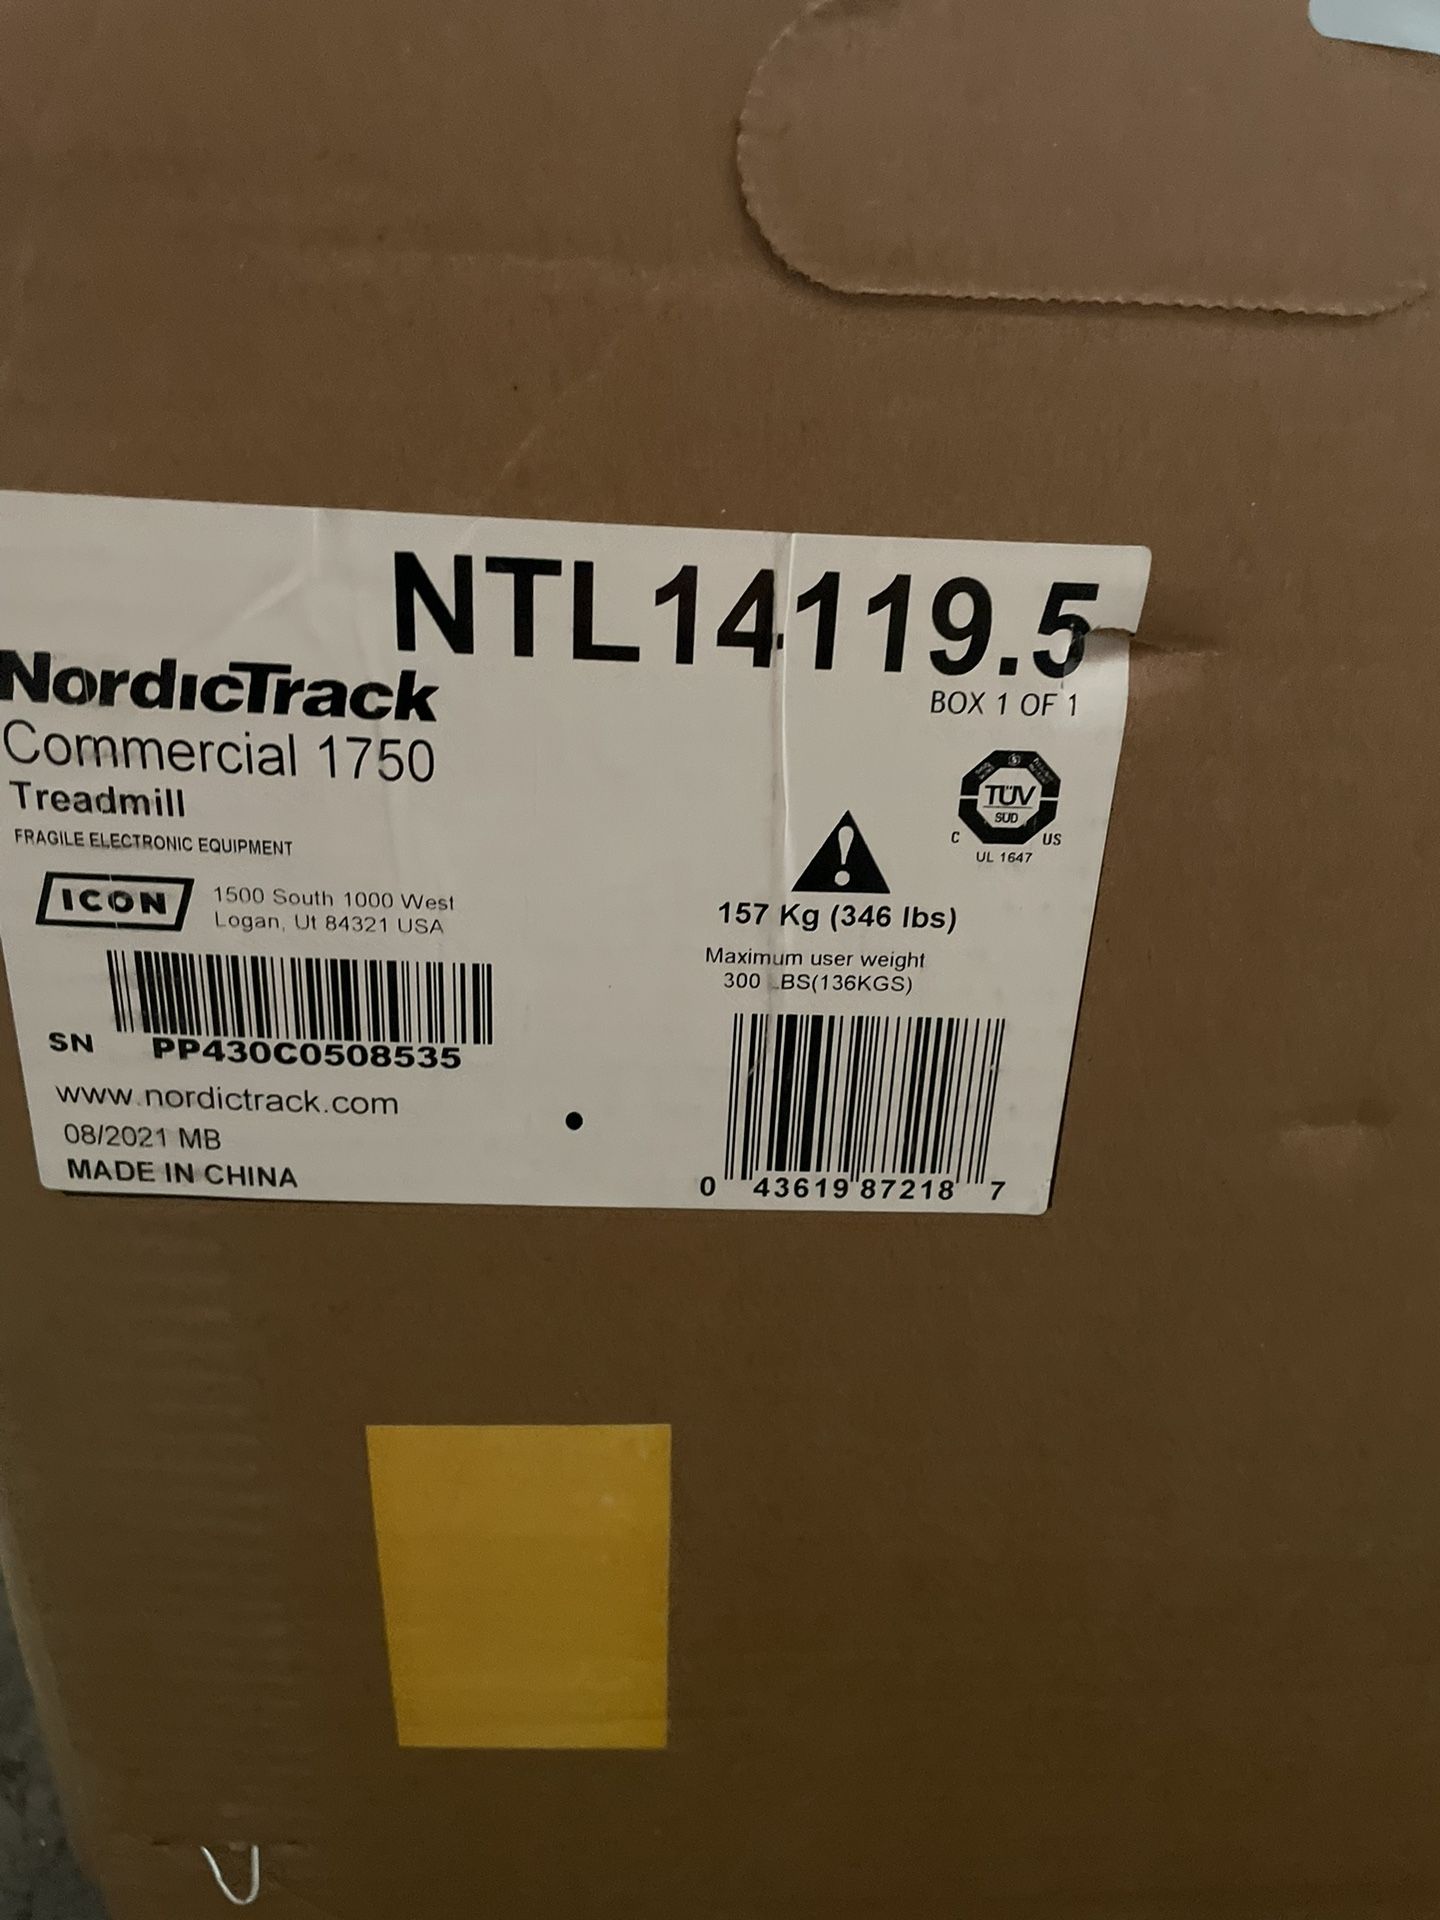 NTL14119.5
BOX 1 OF 1
NordicTrack
Commercial 1750
Treadmill
FRAGILE ELECTRONIC EQUIPMENT
ICON
1500 South 1000 West
Logan, Ut 84321 USA
SN PP430C0508535
www.nordictrack.com
08/2021 MB
MADE IN CHINA
TÜV
SÜD
C US
UL 1647
157 Kg (346 lbs)
Maximum user weight
300 LBS(136KGS)
0 43619 87218 7